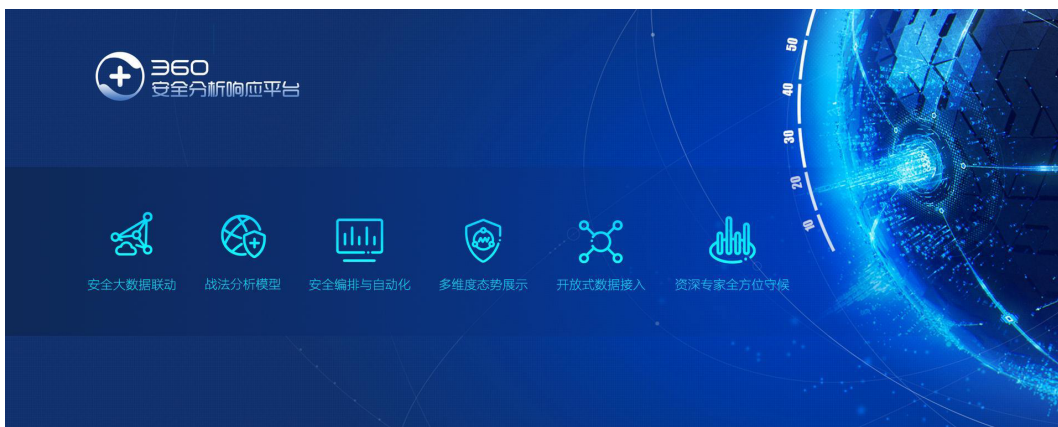 360
安全分析响应平台
50
40
30
20
10
安全大数据联动
战法分析模型
安全编排与自动化
多维度态势展示
开放式数据接入
资深专家全方位守候